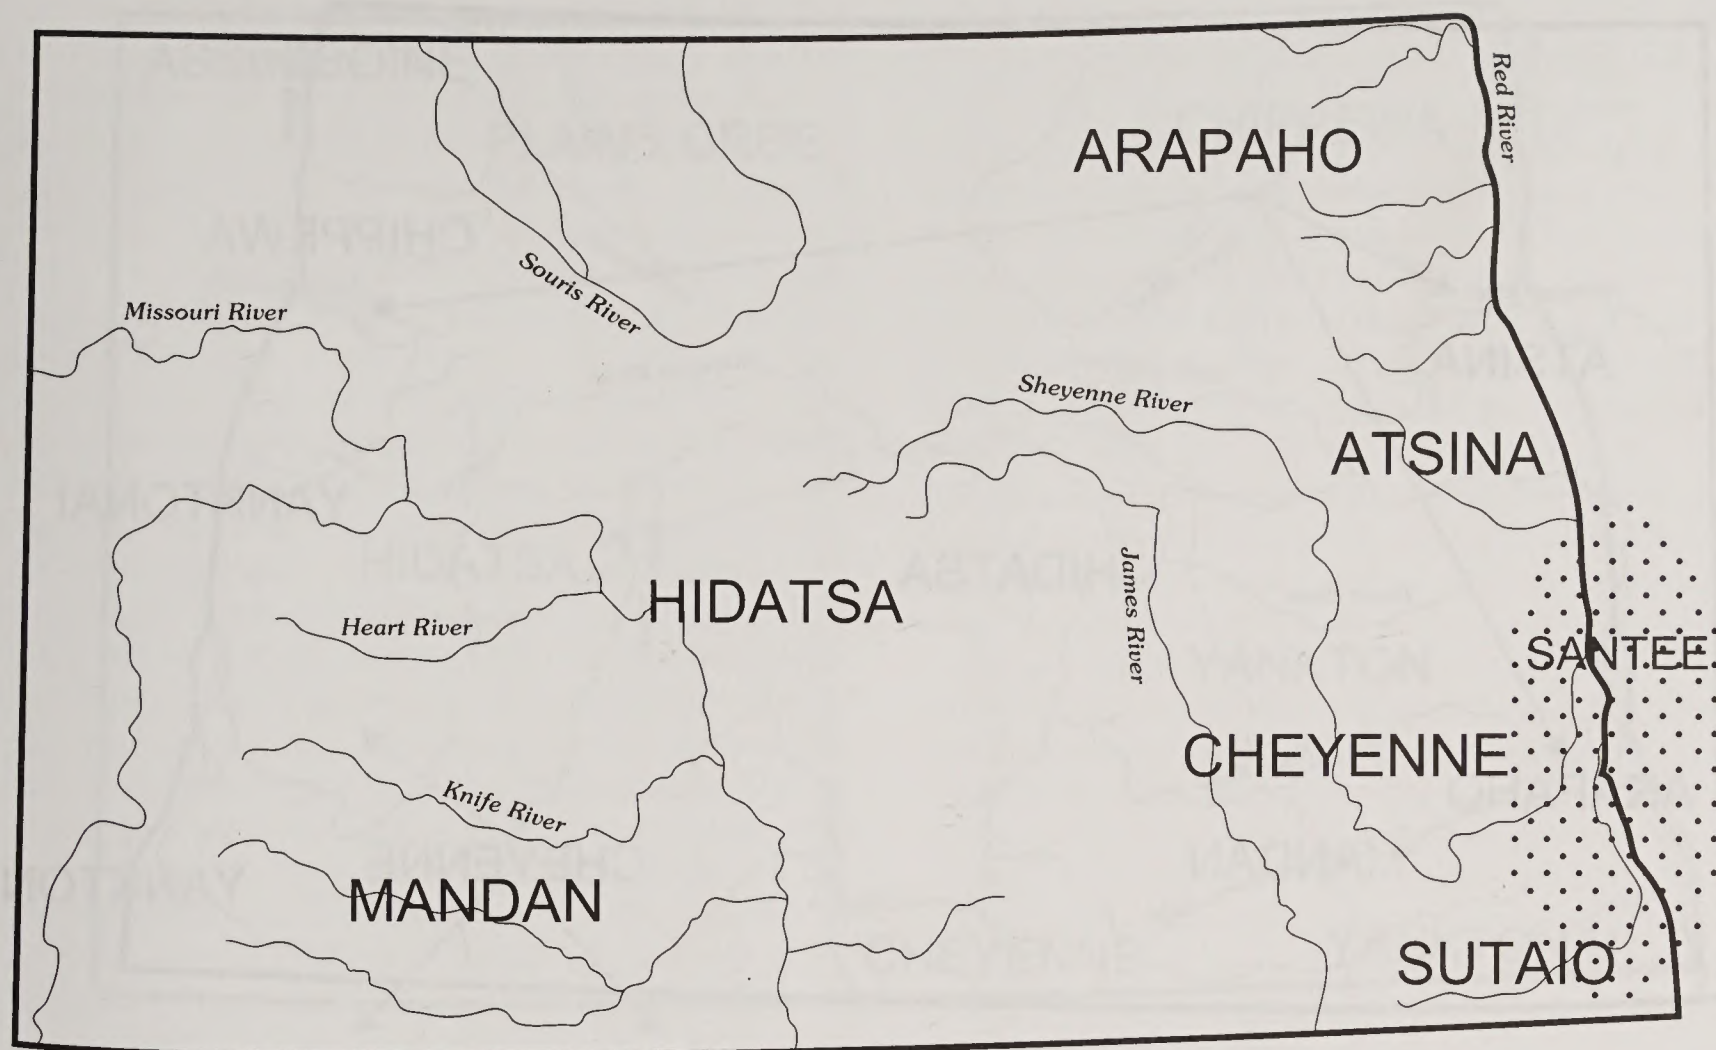 Red River
ARAPAHO
Souris River
Missouri River
Sheyenne River
ATSINA
James River
HIDATSA
Heart River
SANTEE
CHEYENNE
Knife River
MANDAN
SUTAIO